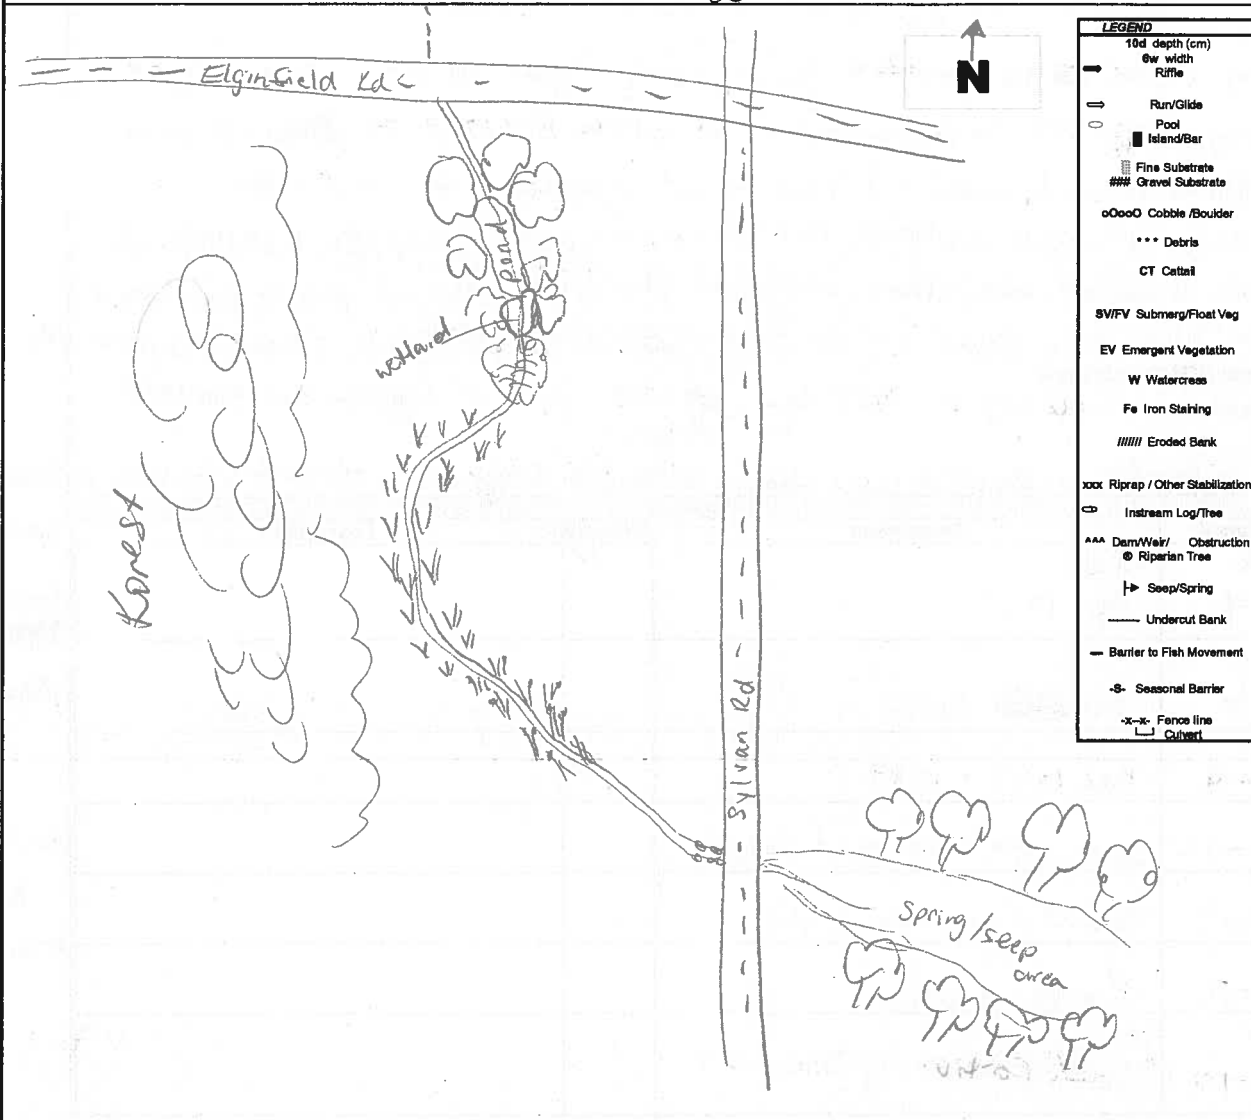 Elginfield Rd
N
pond
wetland
Forest
Sylvan Rd
Spring/seep
area
LEGEND
10d depth (cm)
6w width
Riffle
Run/Glide
Pool
Island/Bar
Fine Substrate
### Gravel Substrate
oOooO Cobble /Boulder
*** Debris
CT Cattail
SV/FV Submerg/Float Veg
EV Emergent Vegetation
W Watercress
Fe Iron Staining
/////// Eroded Bank
xxx Riprap / Other Stabilization
Instream Log/Tree
^^^ Dam/Weir/ Obstruction
Riparian Tree
Seep/Spring
Undercut Bank
Barrier to Fish Movement
-S- Seasonal Barrier
-x-x- Fence line
Culvert